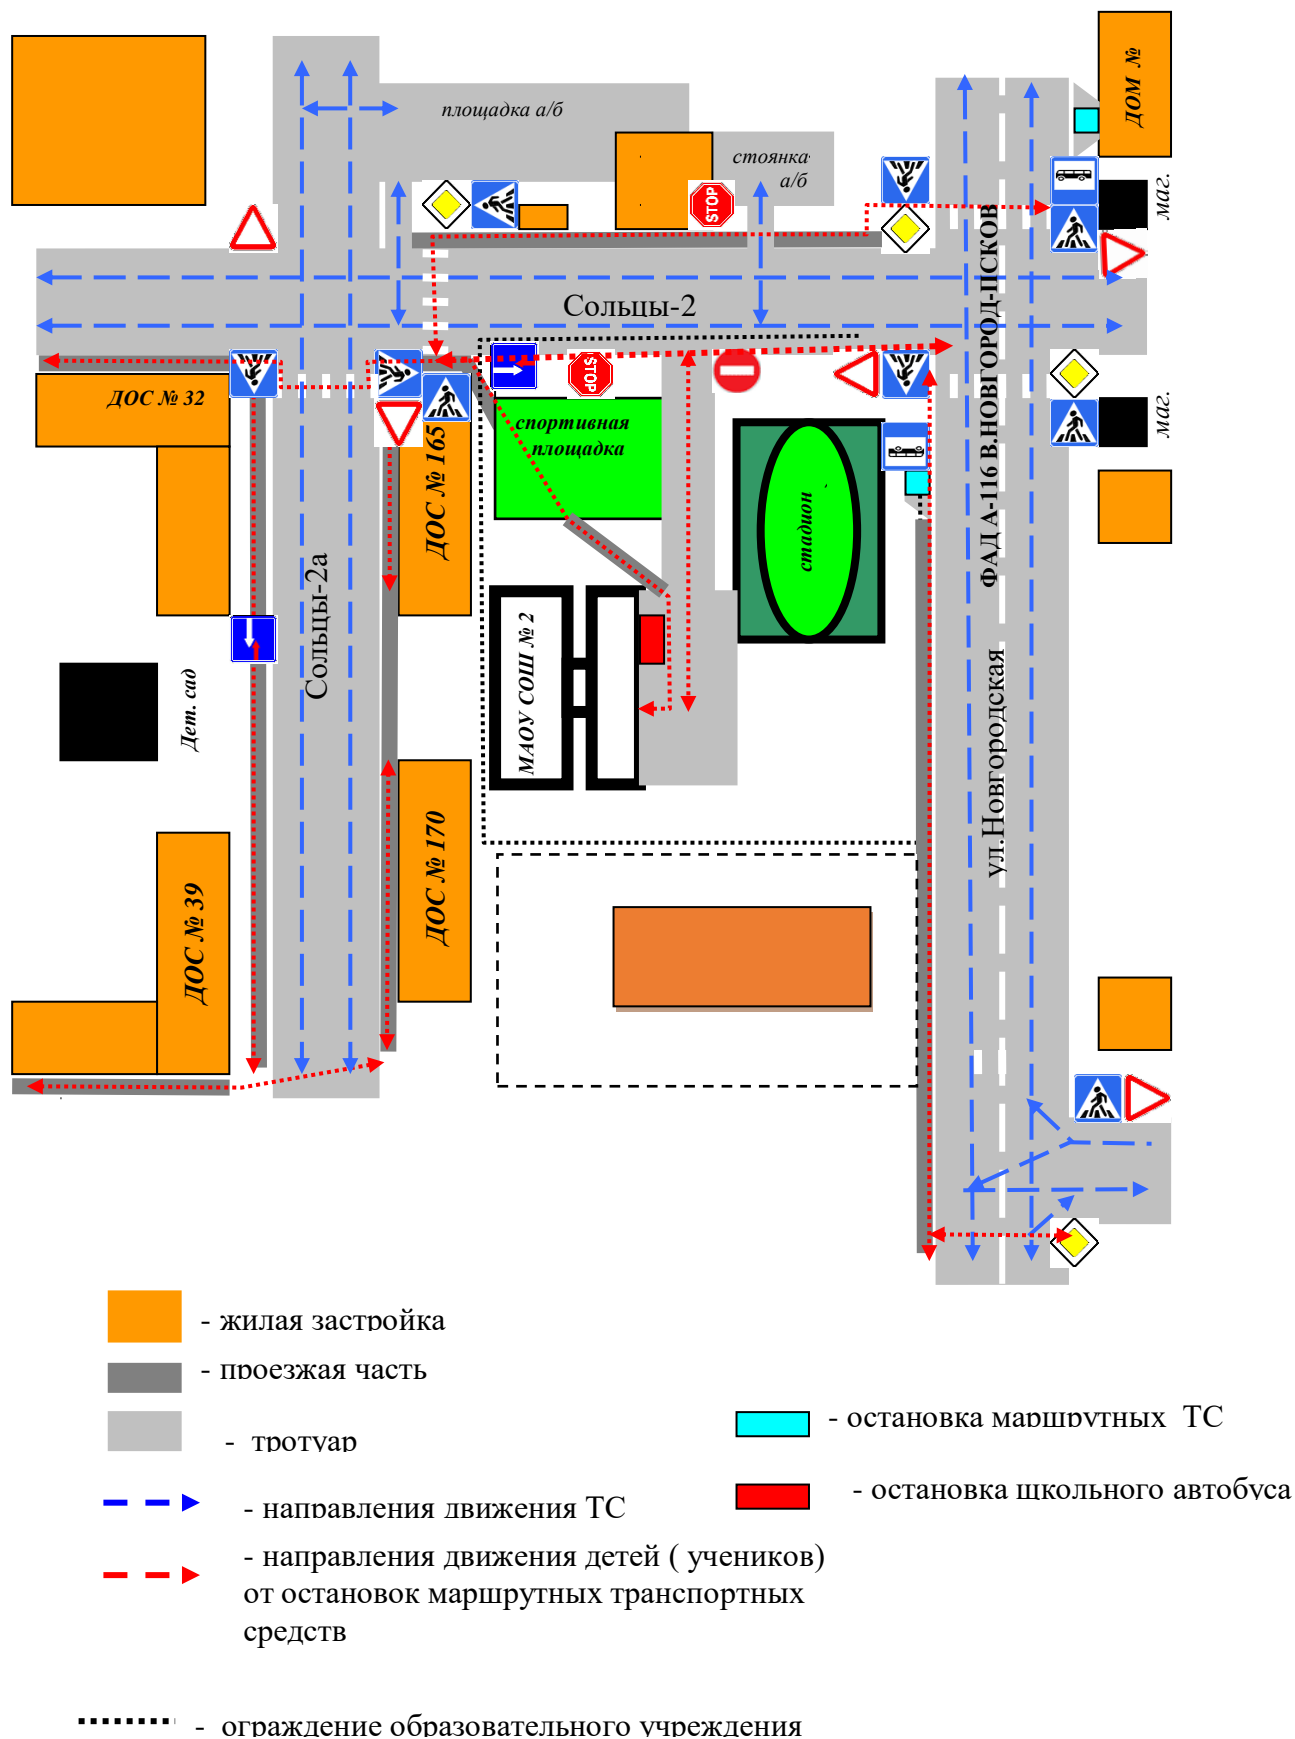 ДОМ №
площадка а/б
стоянка
а/б
STOP
маг.
Сольцы-2
ФАД А-116 В.НОВГОРОД-ПСКОВ
STOP
ДОС № 32
маг.
спортивная
площадка
ДОС № 165
стадион
Сольцы-2а
МАОУ СОШ № 2
Дет. сад
ул.Новгородская
ДОС № 170
ДОС № 39
- жилая застройка
- проезжая часть
- тротуар
- остановка маршрутных ТС
- направления движения ТС
- остановка школьного автобуса
- направления движения детей ( учеников)
от остановок маршрутных транспортных
средств
- ограждение образовательного учреждения